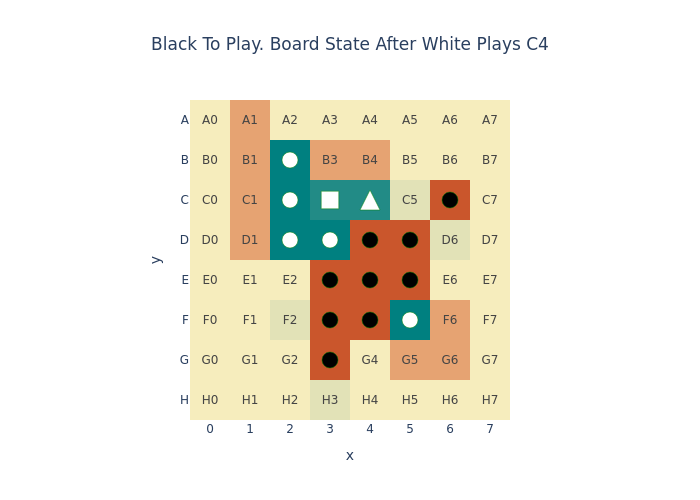 Black To Play. Board State After White Plays C4
A A0 A1 A2 A3 A4 A5 A6 A7
B B0 B1 B3 B4 B5 B6 B7
C C0 C1 C5 C7
D D0 D1 D6 D7
y
E E0 E1 E2 E6 E7
F F0 F1 F2 F6 F7
G G0 G1 G2 G4 G5 G6 G7
H H0 H1 H2 H3 H4 H5 H6 H7
0 1 2 3 4 5 6 7
x